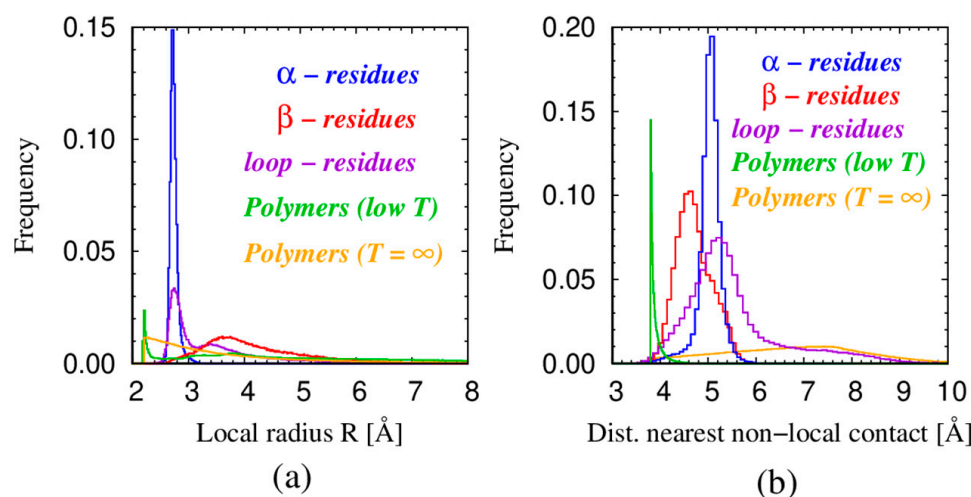 0.15
0.10
0.05
0.00
Frequency
α – residues
β – residues
loop – residues
Polymers (low T)
Polymers (T = ∞)
2 3 4 5 6 7 8
Local radius R [Å]
(a)
0.20
0.15
0.10
0.05
0.00
Frequency
α – residues
β – residues
loop – residues
Polymers (low T)
Polymers (T = ∞)
3 4 5 6 7 8 9 10
Dist. nearest non–local contact [Å]
(b)